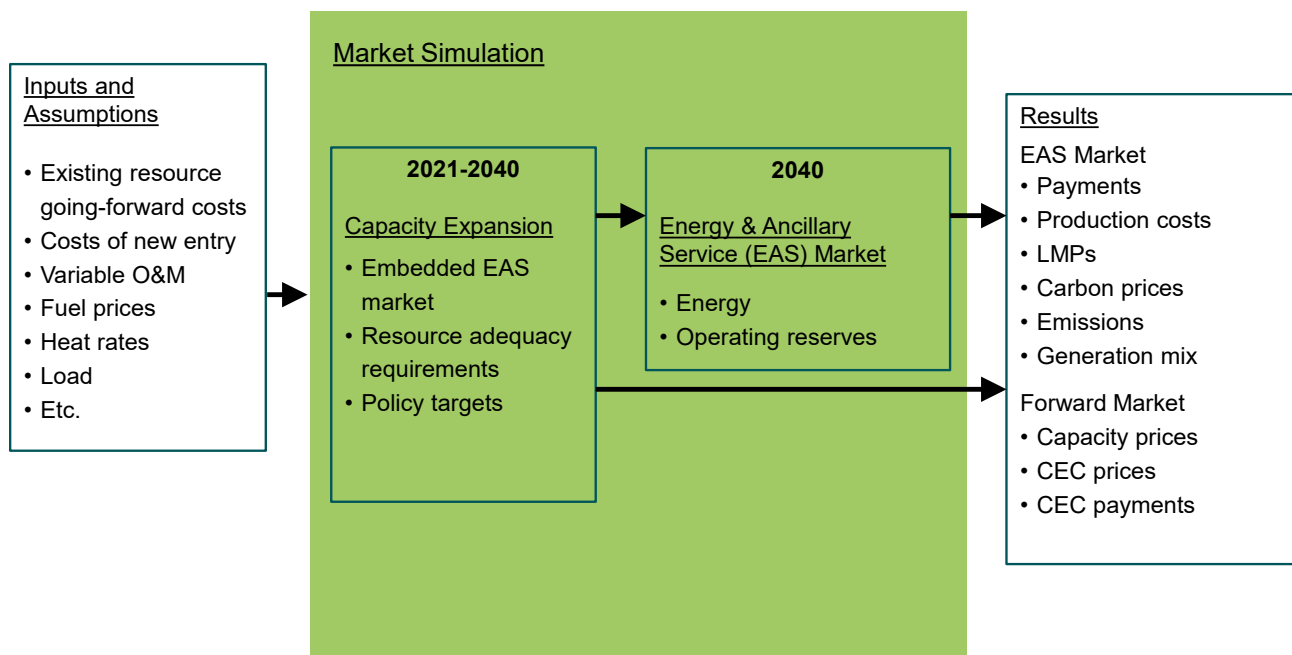 Inputs and
Assumptions
• Existing resource
going-forward costs
• Costs of new entry
• Variable O&M
• Fuel prices
• Heat rates
• Load
• Etc.
Market Simulation
2021-2040
Capacity Expansion
• Embedded EAS
market
• Resource adequacy
requirements
• Policy targets
2040
Energy & Ancillary
Service (EAS) Market
• Energy
• Operating reserves
Results
EAS Market
• Payments
• Production costs
• LMPs
• Carbon prices
• Emissions
• Generation mix
Forward Market
• Capacity prices
• CEC prices
• CEC payments